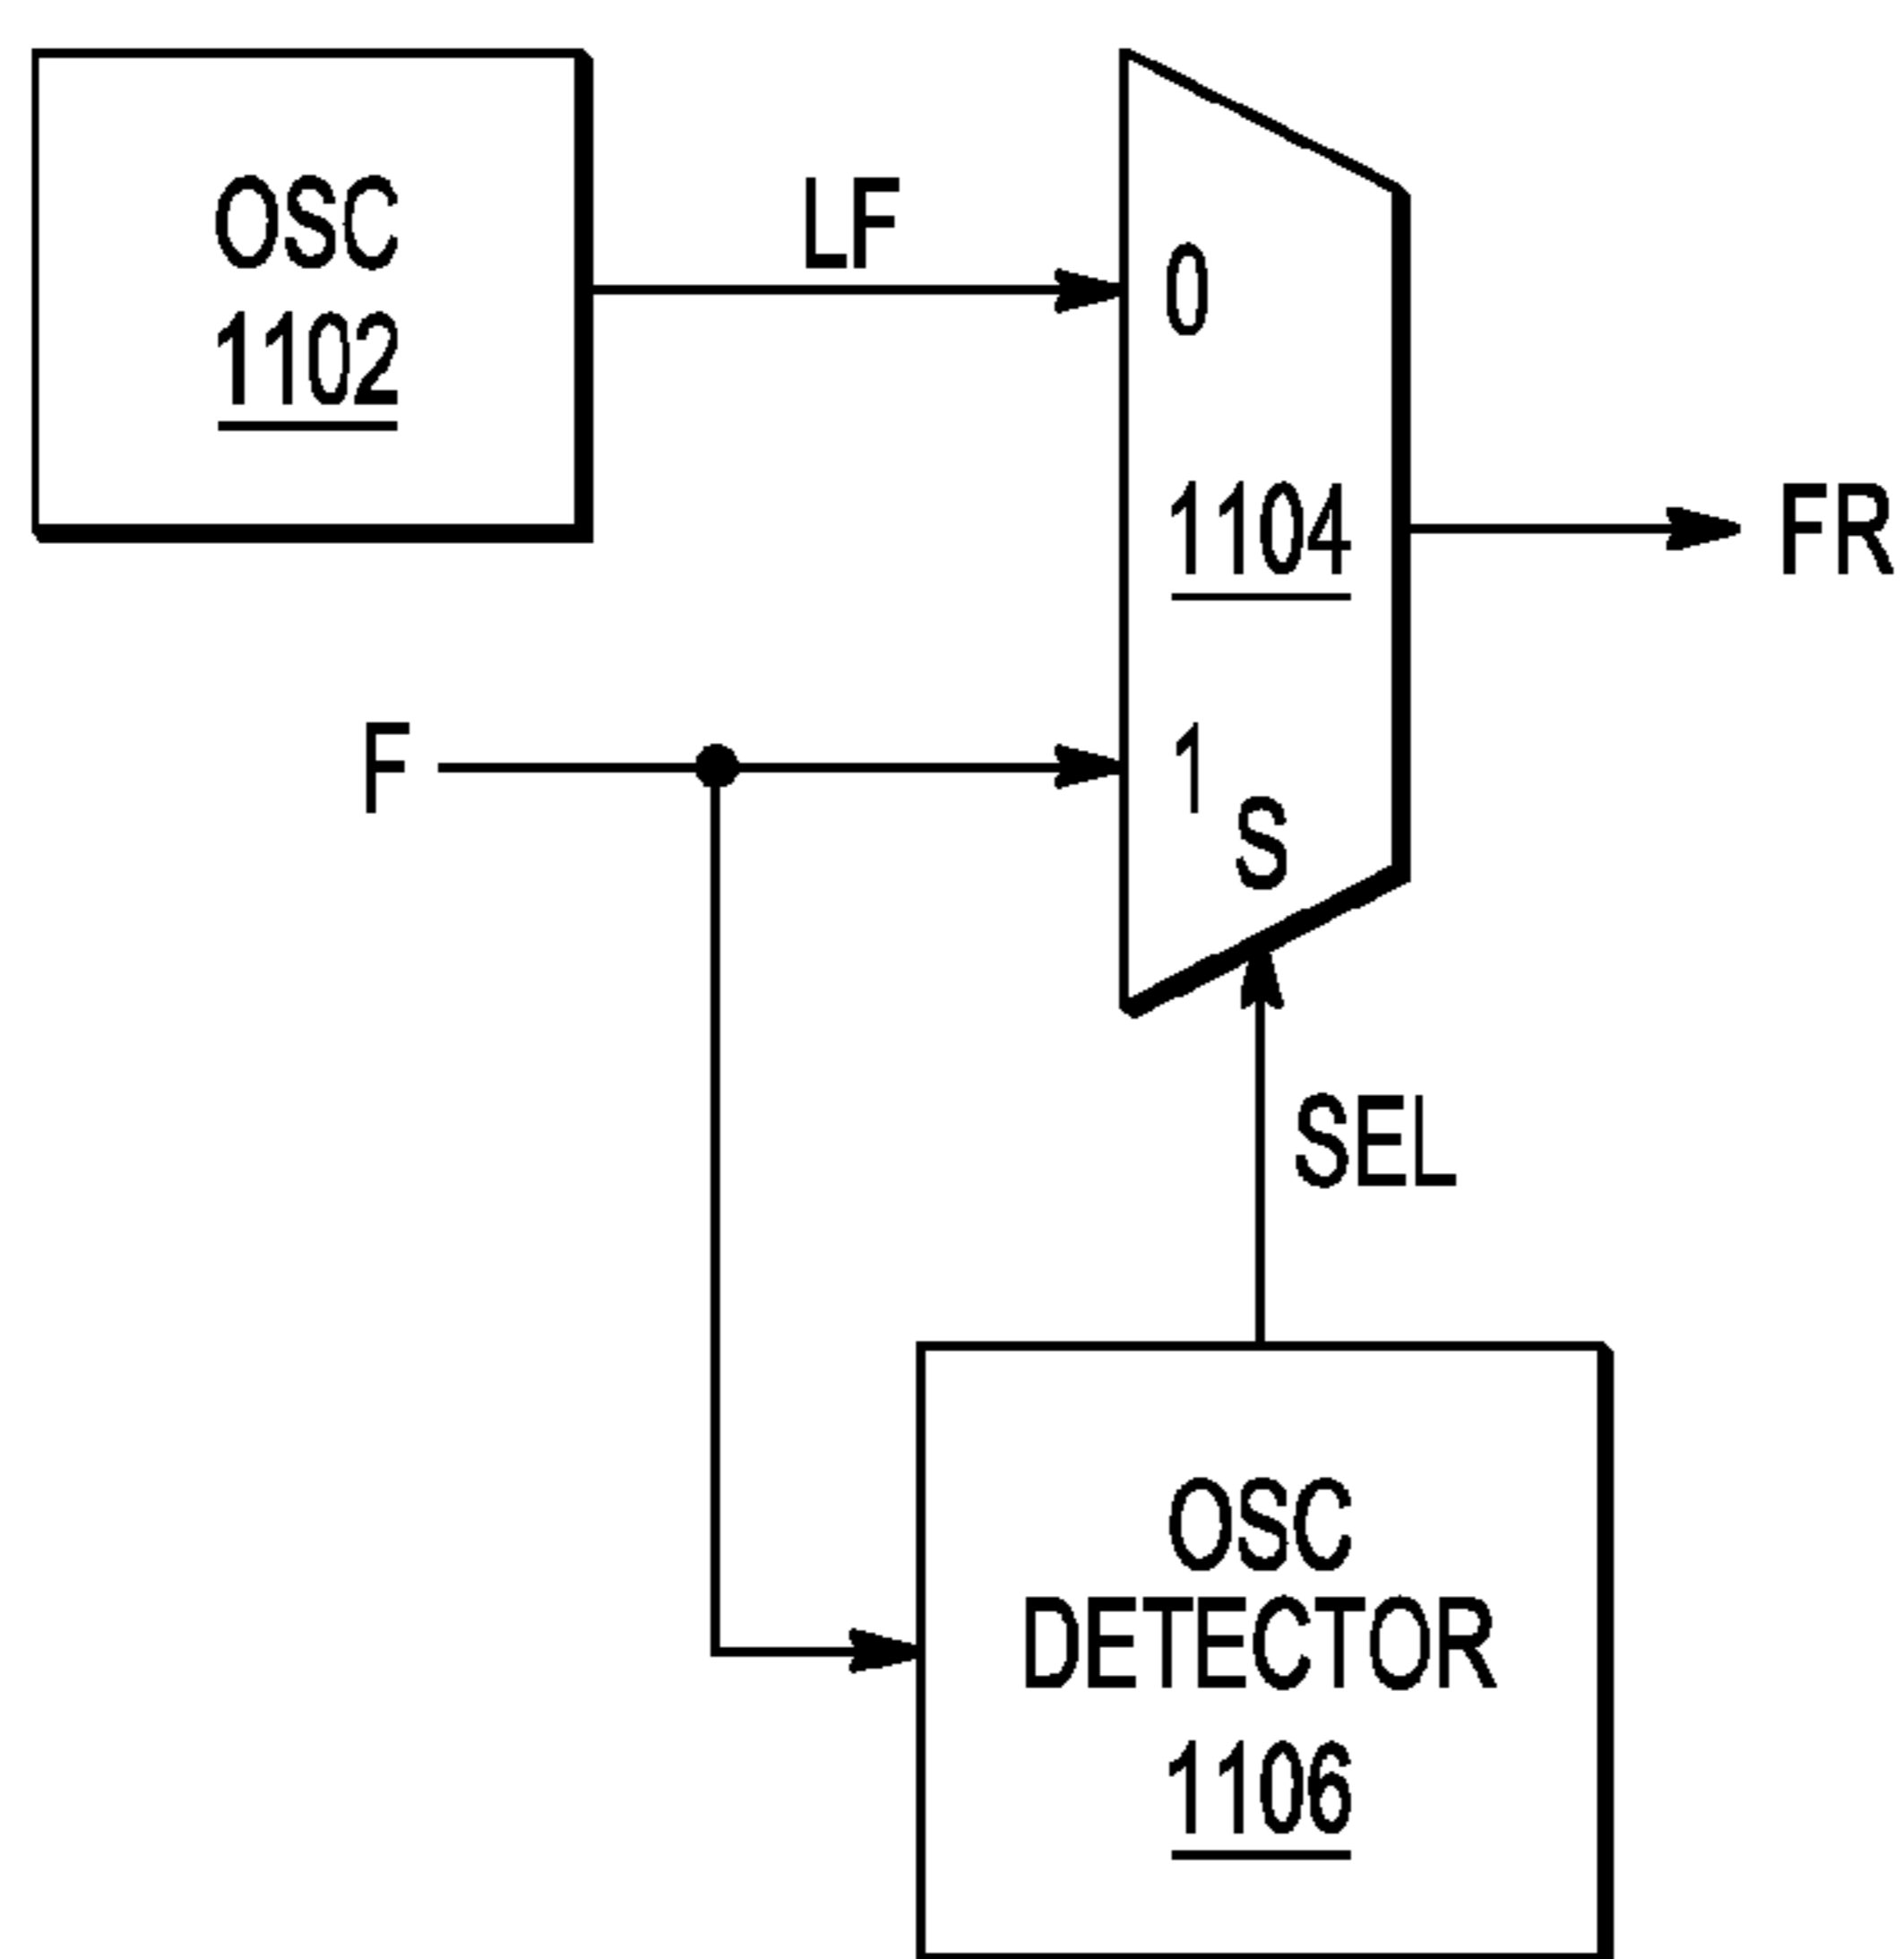 OSC
1102
LF
0
1104
FR
F
1
S
SEL
OSC
DETECTOR
1106